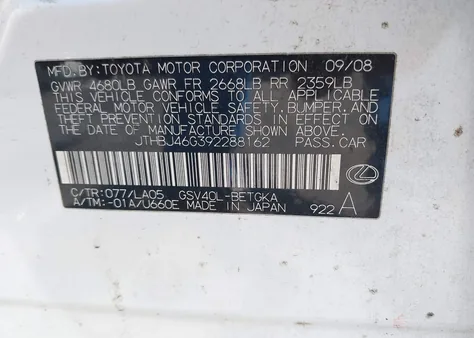 MFD.BY:TOYOTA MOTOR CORPORATION 09/08
GVWR 4680LB GAWR FR 2668LB RR 2359LB
THIS VEHICLE CONFORMS TO ALL APPLICABLE
FEDERAL MOTOR VEHICLE SAFETY,BUMPER,AND
THEFT PREVENTION STANDARDS IN EFFECT ON
THE DATE OF MANUFACTURE SHOWN ABOVE.
JTHBJ46G392288162 PASS.CAR
C/TR:077/LA05 GSV40L-BETGKA
A/TM:-01A/U660E MADE IN JAPAN 922 A